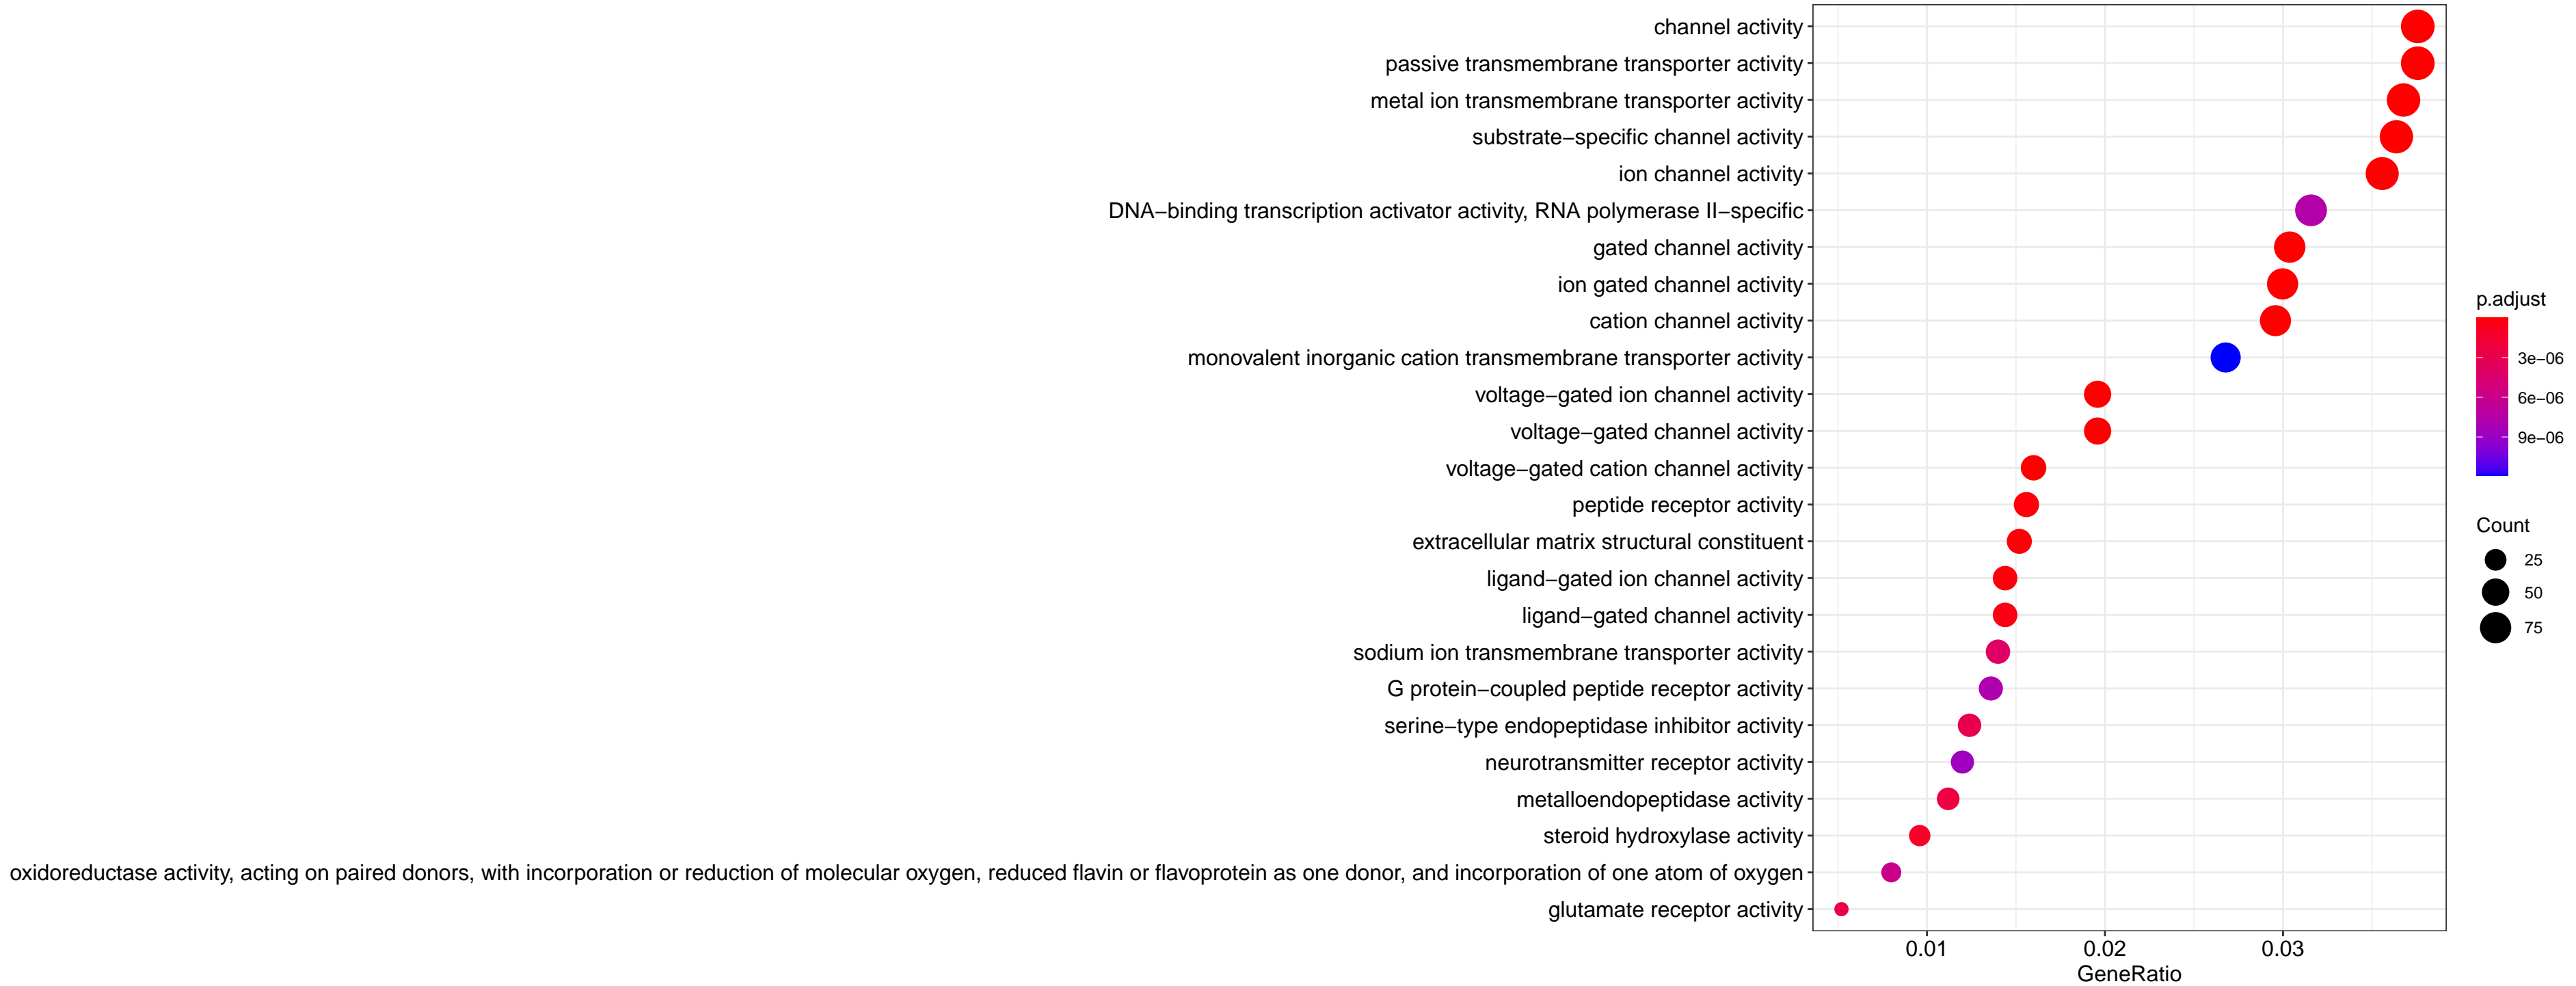 channel activity
passive transmembrane transporter activity
metal ion transmembrane transporter activity
substrate−specific channel activity
ion channel activity
DNA−binding transcription activator activity, RNA polymerase II−specific
gated channel activity
ion gated channel activity
cation channel activity
monovalent inorganic cation transmembrane transporter activity
voltage−gated ion channel activity
voltage−gated channel activity
voltage−gated cation channel activity
peptide receptor activity
extracellular matrix structural constituent
ligand−gated ion channel activity
ligand−gated channel activity
sodium ion transmembrane transporter activity
G protein−coupled peptide receptor activity
serine−type endopeptidase inhibitor activity
neurotransmitter receptor activity
metalloendopeptidase activity
steroid hydroxylase activity
oxidoreductase activity, acting on paired donors, with incorporation or reduction of molecular oxygen, reduced flavin or flavoprotein as one donor, and incorporation of one atom of oxygen
glutamate receptor activity
0.01 0.02 0.03
GeneRatio
p.adjust
3e−06
6e−06
9e−06
Count
25
50
75